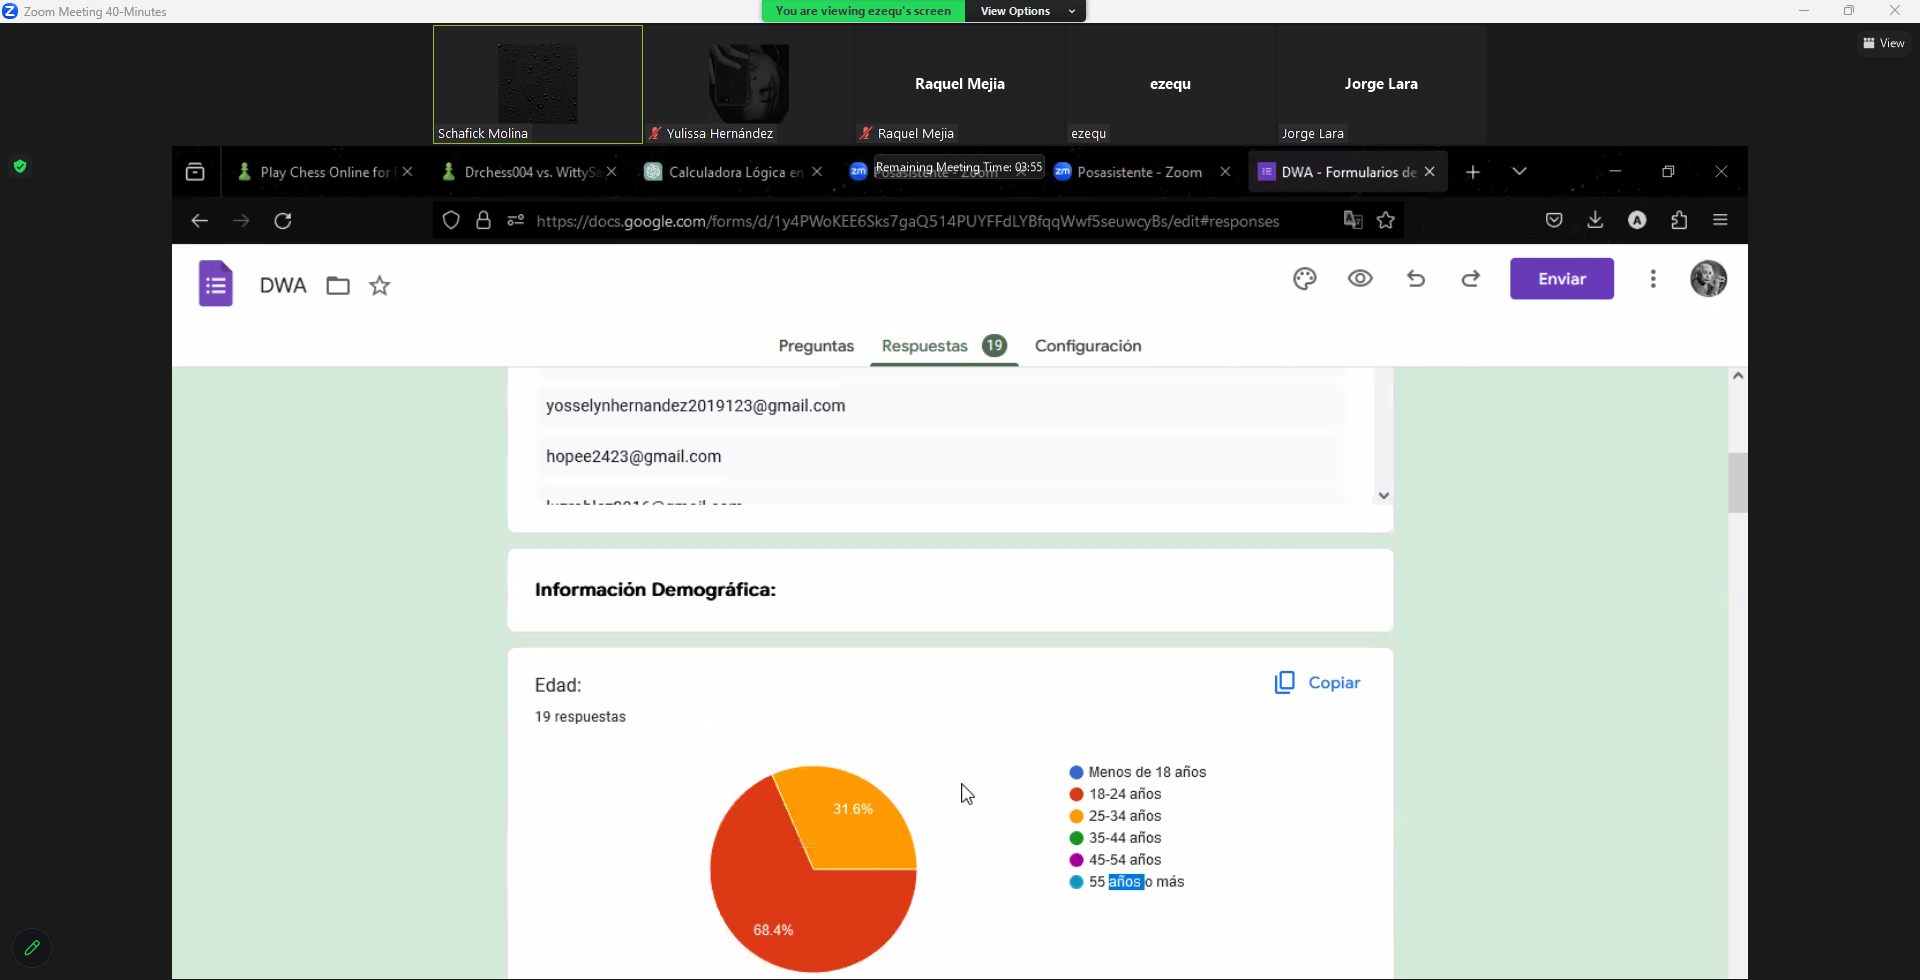 Zoom Meeting 40-Minutes
You are viewing ezequ's screen
View Options
View
Raquel Mejia
ezequ
Jorge Lara
Schafick Molina
Yulissa Hernández
Raquel Mejia
ezequ
Jorge Lara
Play Chess Online for
Drchess004 vs. WittySa
Calculadora Lógica en
Remaining Meeting Time: 03:55
Posasistente - Zoom
Posasistente - Zoom
DWA - Formularios de
https://docs.google.com/forms/d/1y4PWoKEE6Sks7gaQ514PUYFFdLYBfqqWwf5seuwcyBs/edit#responses
DWA
Enviar
Preguntas
Respuestas 19
Configuración
yosselynhernandez2019123@gmail.com
hopee2423@gmail.com
Información Demográfica:
Edad:
Copiar
19 respuestas
31.6%
68.4%
Menos de 18 años
18-24 años
25-34 años
35-44 años
45-54 años
55 años o más